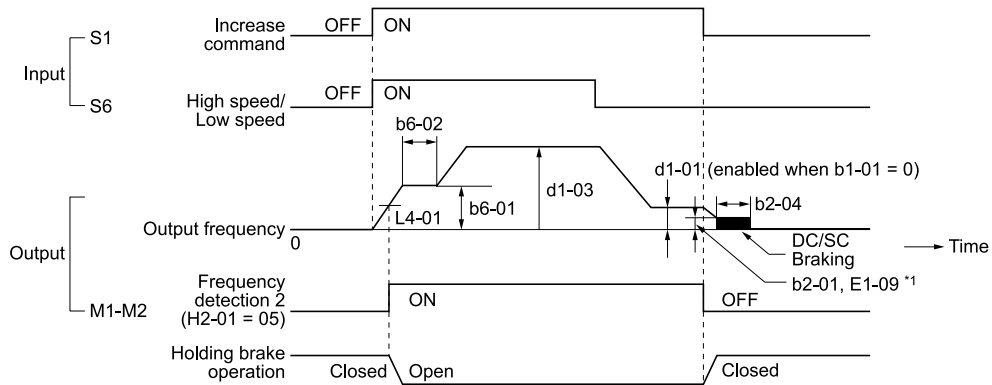 Input
S1
Increase
command
OFF
ON
S6
High speed/
Low speed
OFF
ON
b6-02
d1-01 (enabled when b1-01 = 0)
b2-04
d1-03
L4-01
b6-01
Output
Output frequency
0
DC/SC
Braking
Time
b2-01, E1-09 *1
M1-M2
Frequency
detection 2
(H2-01 = 05)
ON
OFF
Holding brake
operation
Closed
Open
Closed